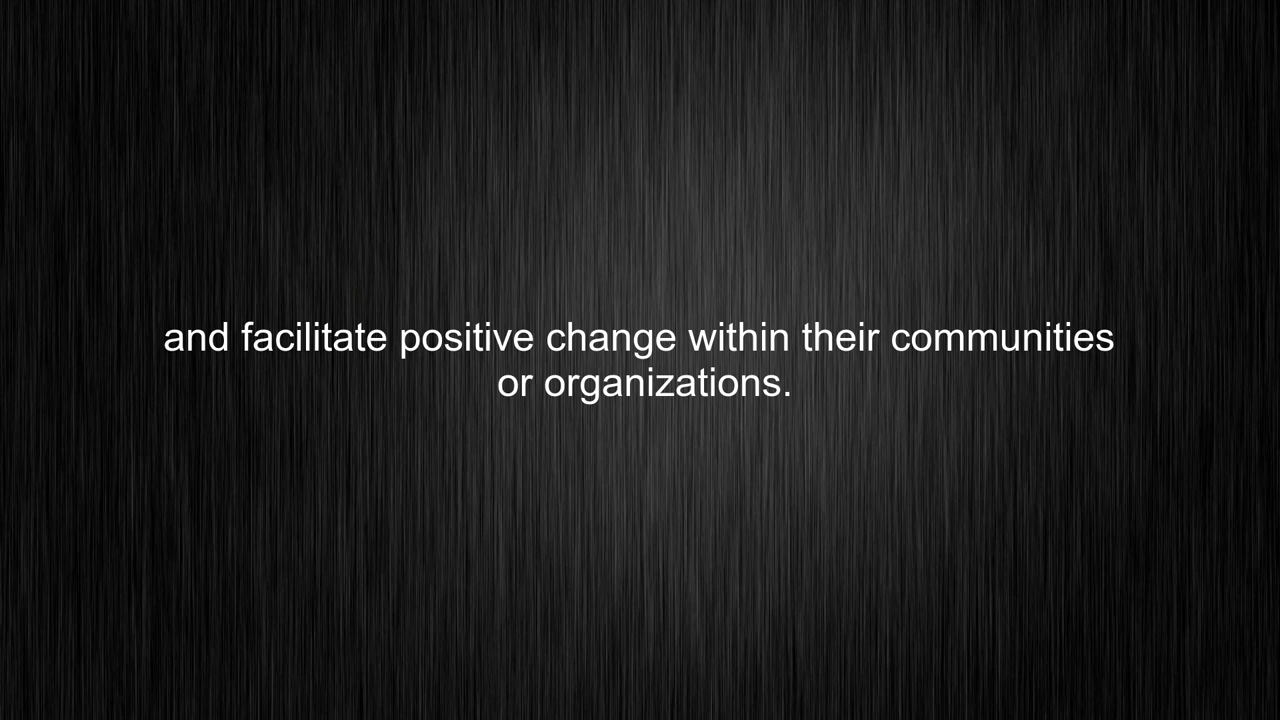 and facilitate positive change within their communities
or organizations.